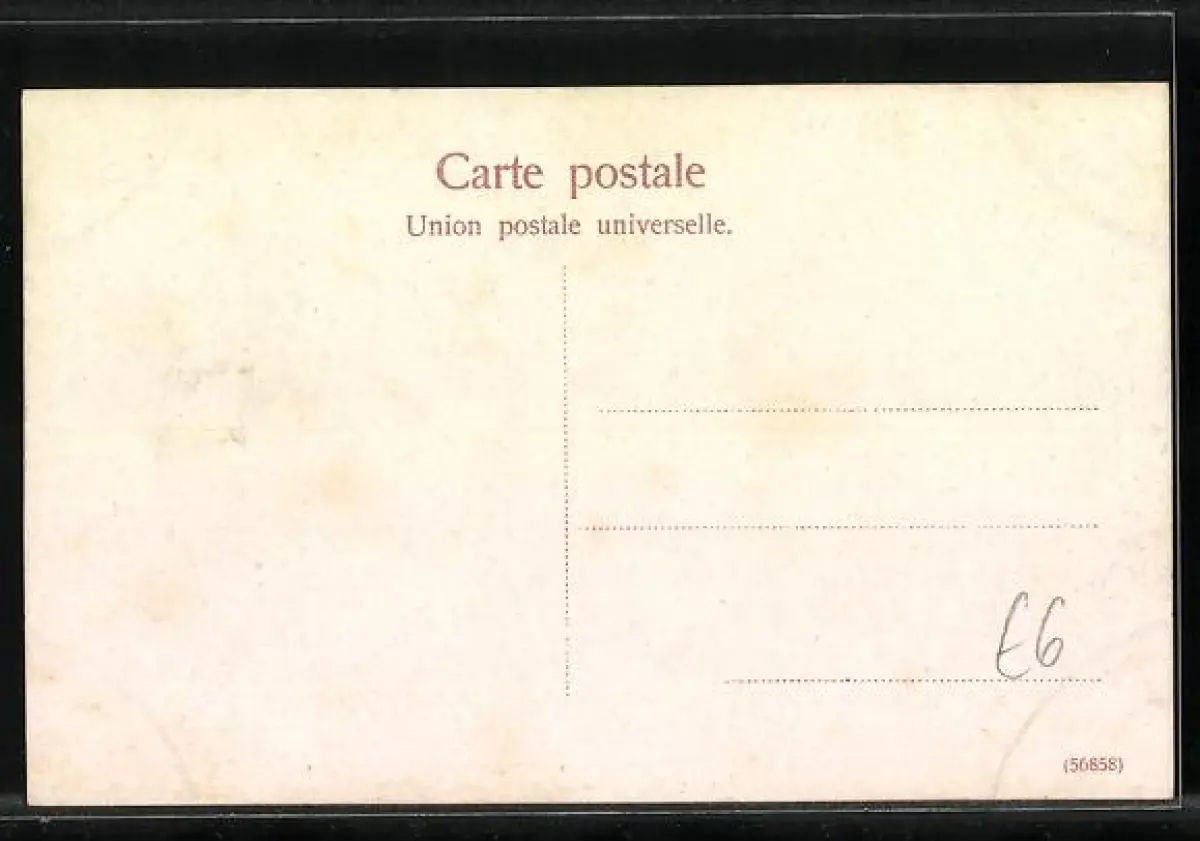 Carte postale
Union postale universelle.
£6
(56858)